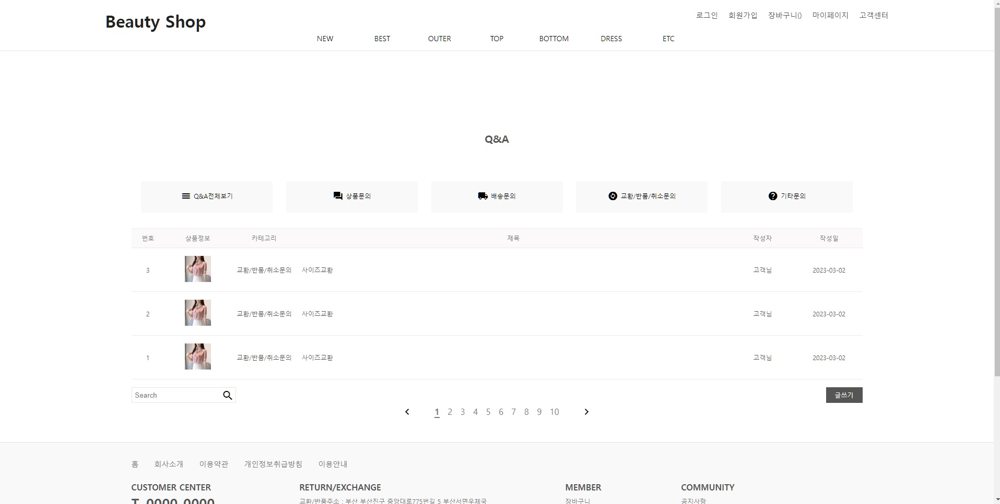 Beauty Shop
로그인 회원가입 장바구니() 마이페이지 고객센터
NEW BEST OUTER TOP BOTTOM DRESS ETC
Q&A
Q&A전체보기 상품문의 배송문의 교환/반품/취소문의 기타문의
번호 상품정보 카테고리 제목 작성자 작성일
3 교환/반품/취소문의 사이즈교환 고객님 2023-03-02
2 교환/반품/취소문의 사이즈교환 고객님 2023-03-02
1 교환/반품/취소문의 사이즈교환 고객님 2023-03-02
Search 글쓰기
1 2 3 4 5 6 7 8 9 10
홈 회사소개 이용약관 개인정보취급방침 이용안내
CUSTOMER CENTER RETURN/EXCHANGE MEMBER COMMUNITY
T. 0000-0000 교환/반품주소 : 부산 부산진구 중앙대로775번길 5 부산서면우체국 장바구니 공지사항